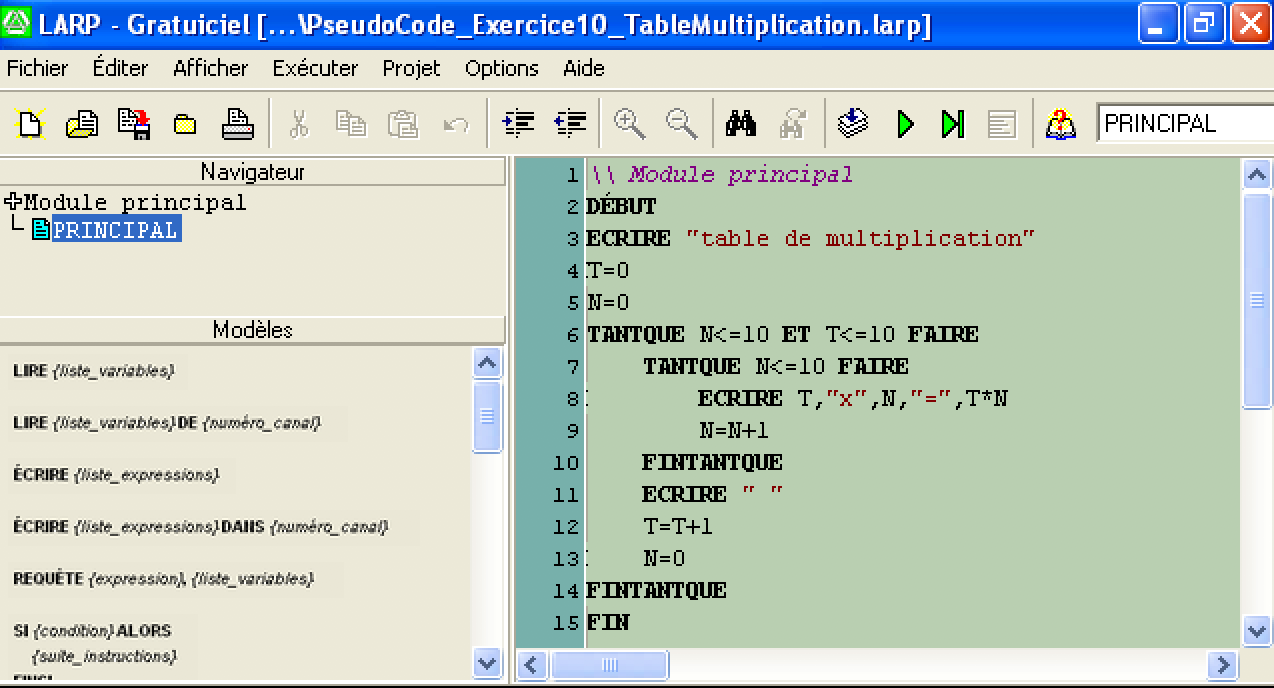 LARP - Gratuiciel [...\PseudoCode_Exercice10_TableMultiplication.larp]
Fichier Éditer Afficher Exécuter Projet Options Aide
PRINCIPAL
Navigateur
Module principal
PRINCIPAL
Modèles
LIRE {liste_variables}
LIRE {liste_variables} DE {numéro_canal}
ÉCRIRE {liste_expressions}
ÉCRIRE {liste_expressions} DANS {numéro_canal}
REQUÊTE {expression}, {liste_variables}
SI {condition} ALORS
{suite_instructions}
1 \\ Module principal
2 DÉBUT
3 ECRIRE "table de multiplication"
4 T=0
5 N=0
6 TANTQUE N<=10 ET T<=10 FAIRE
7 TANTQUE N<=10 FAIRE
8 ECRIRE T,"x",N,"=",T*N
9 N=N+1
10 FINTANTQUE
11 ECRIRE " "
12 T=T+1
13 N=0
14 FINTANTQUE
15 FIN